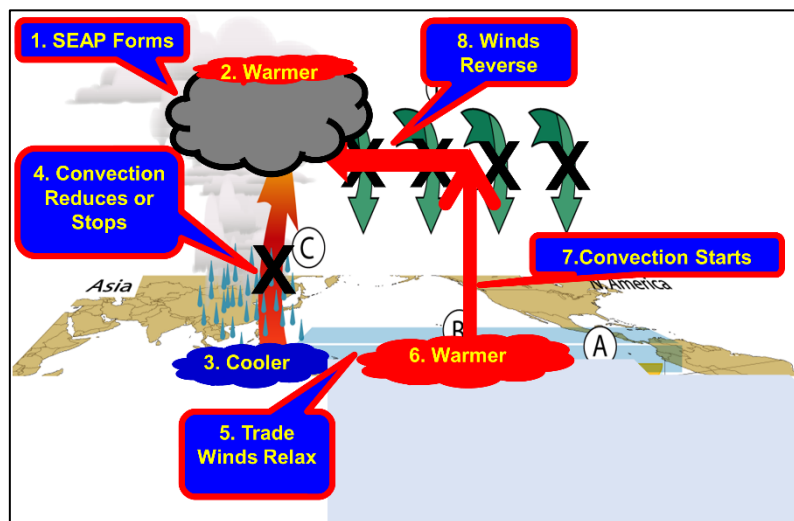 1. SEAP Forms
2. Warmer
8. Winds
Reverse
4. Convection
Reduces or
Stops
C
7.Convection Starts
Asia
N. America
B
A
3. Cooler
6. Warmer
5. Trade
Winds Relax